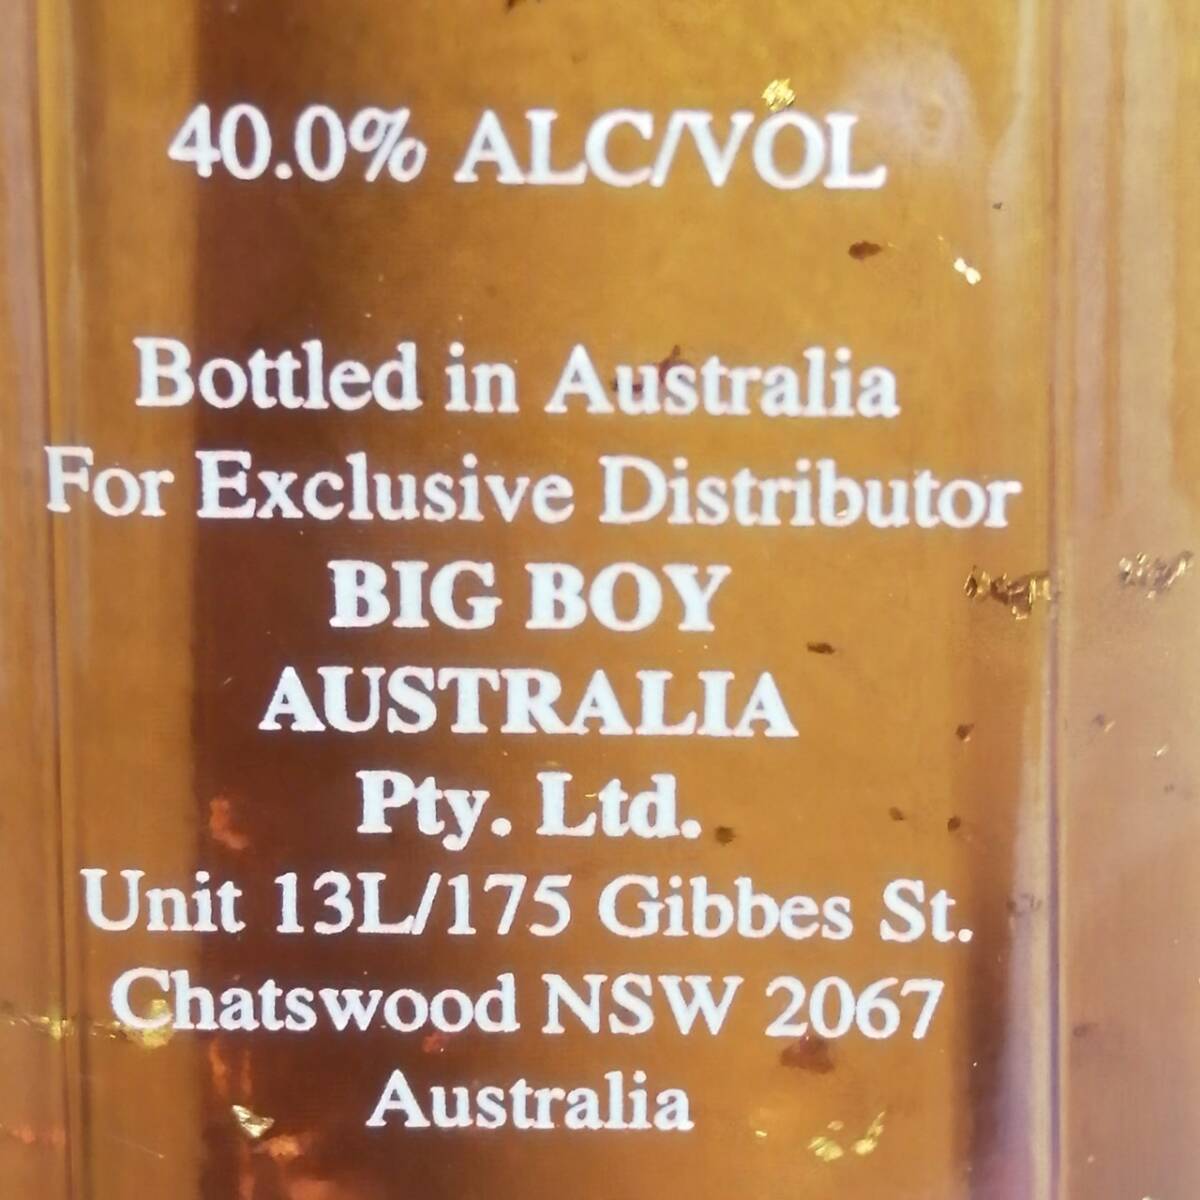 40.0% ALC/VOL
Bottled in Australia
For Exclusive Distributor
BIG BOY
AUSTRALIA
Pty. Ltd.
Unit 13L/175 Gibbes St.
Chatswood NSW 2067
Australia